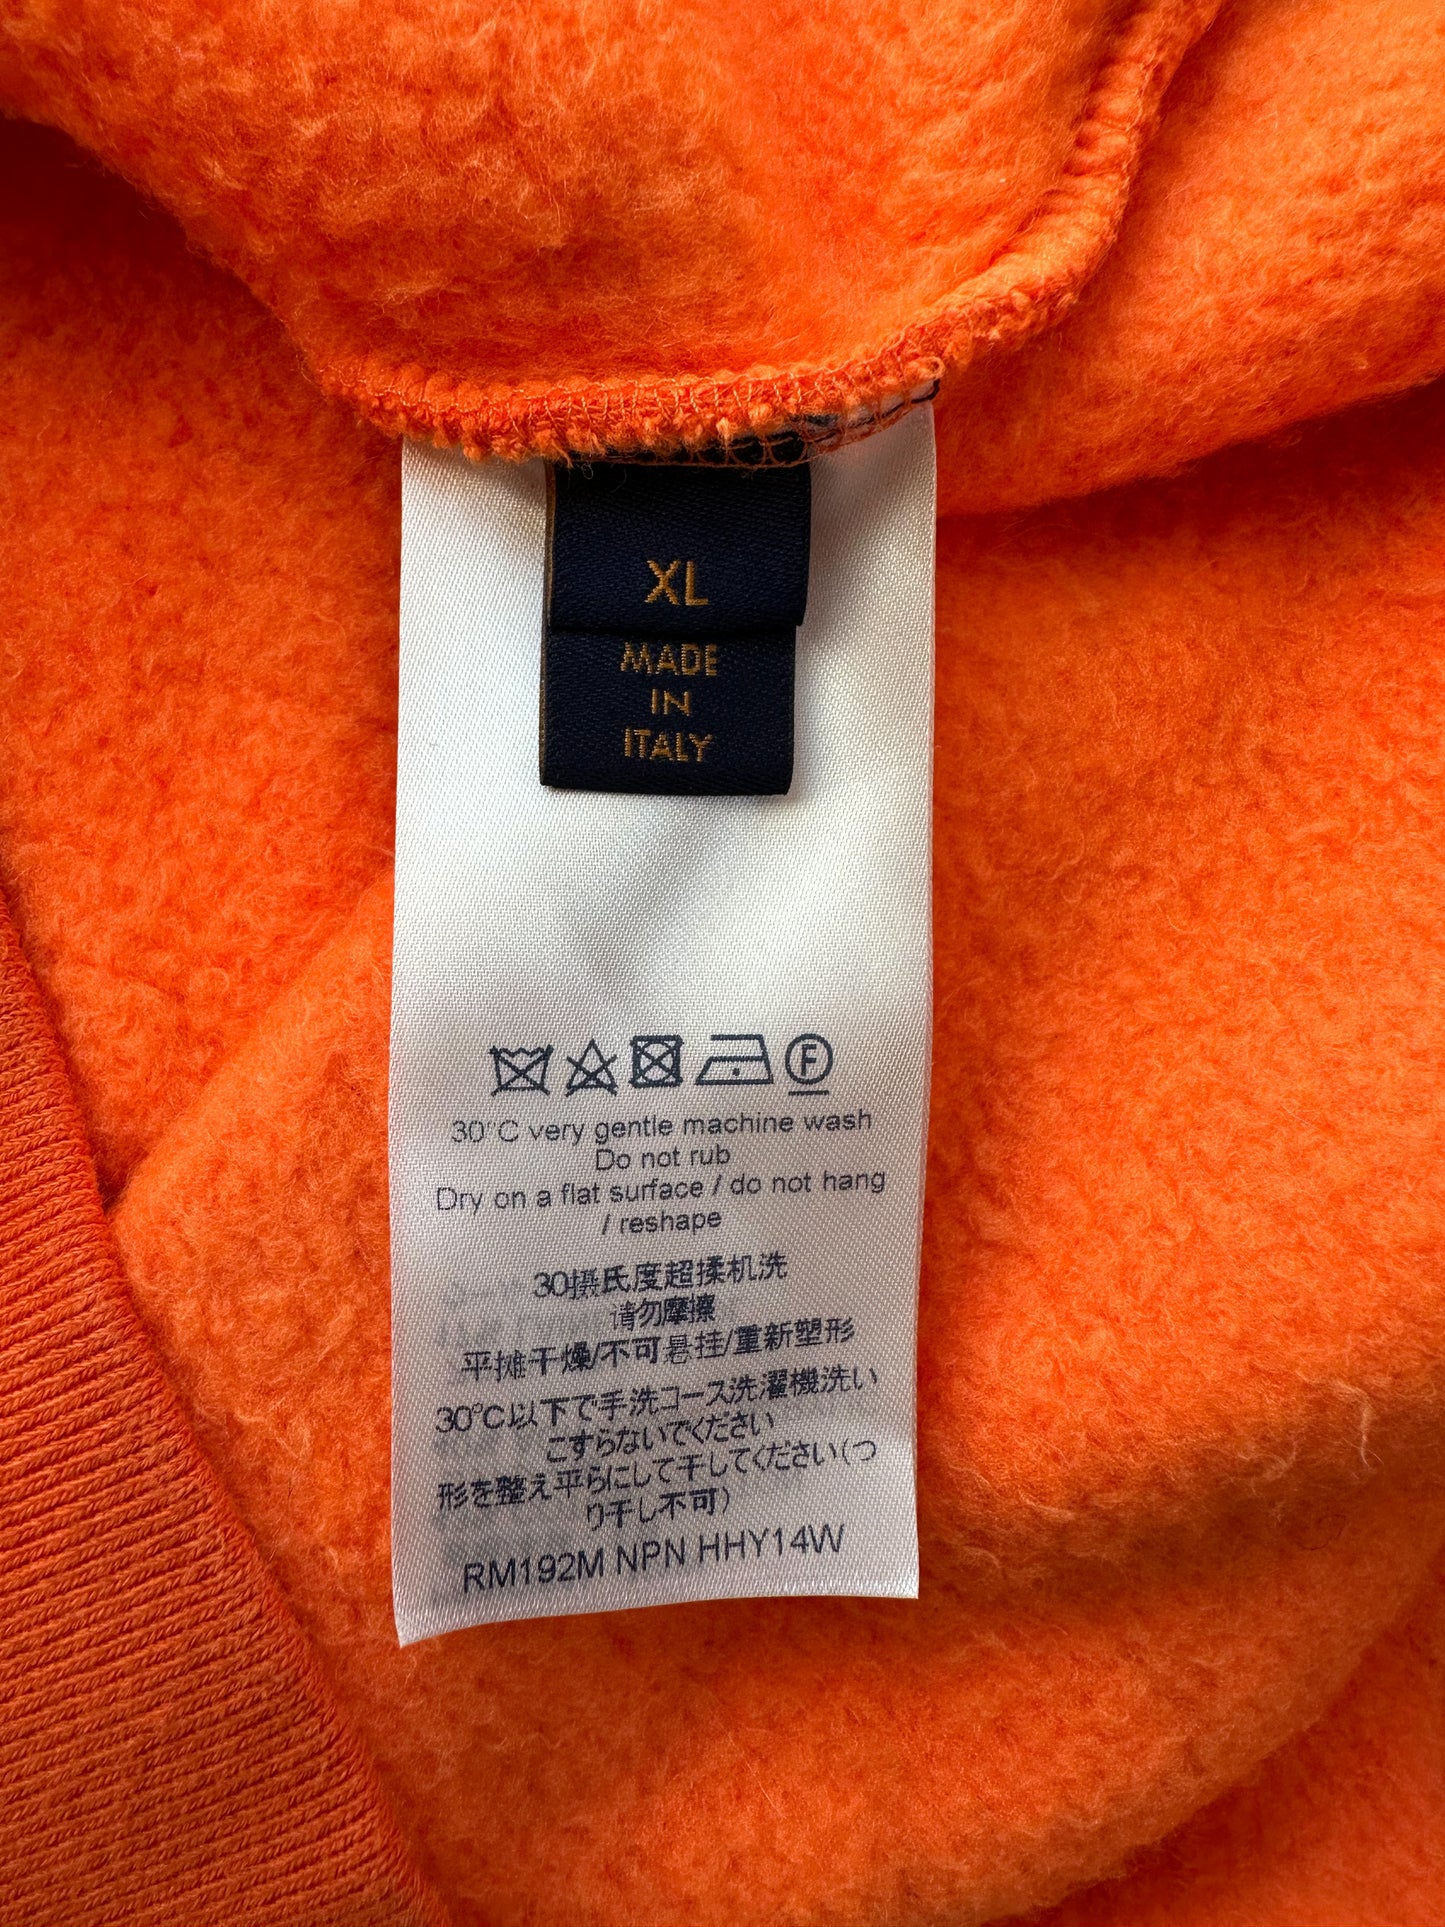 XL
MADE
IN
ITALY
F
30°C very gentle machine wash
Do not rub
Dry on a flat surface / do not hang
/ reshape
30摄氏度超揉机洗
请勿摩擦
平摊干燥/不可悬挂/重新塑形
30°C以下で手洗コース洗濯機洗い
こすらないでください
形を整え平らにして干してください（つ
り干し不可）
RM192M NPN HHY14W